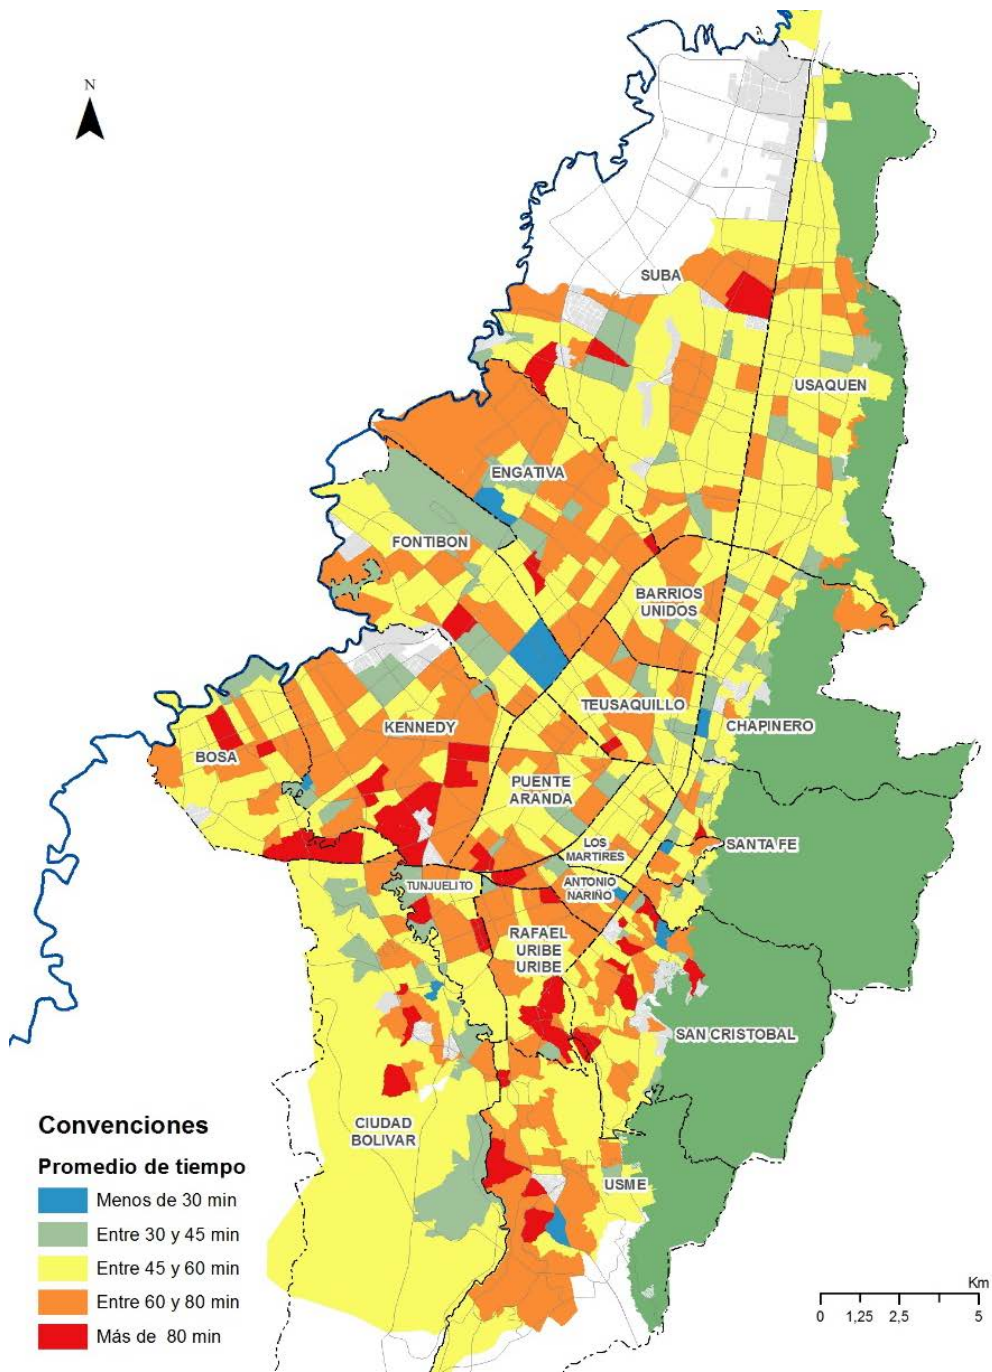 N
SUBA
USAQUEN
ENGATIVA
FONTIBON
BARRIOS
UNIDOS
TEUSAQUILLO
CHAPINERO
KENNEDY
BOSA
PUENTE
ARANDA
LOS
MARTIRES
SANTA FE
TUNJUELITO
ANTONIO
NARIÑO
RAFAEL
URIBE
URIBE
SAN CRISTOBAL
CIUDAD
BOLIVAR
USME
Convenciones
Promedio de tiempo
Menos de 30 min
Entre 30 y 45 min
Entre 45 y 60 min
Entre 60 y 80 min
Más de 80 min
Km
0 1,25 2,5 5